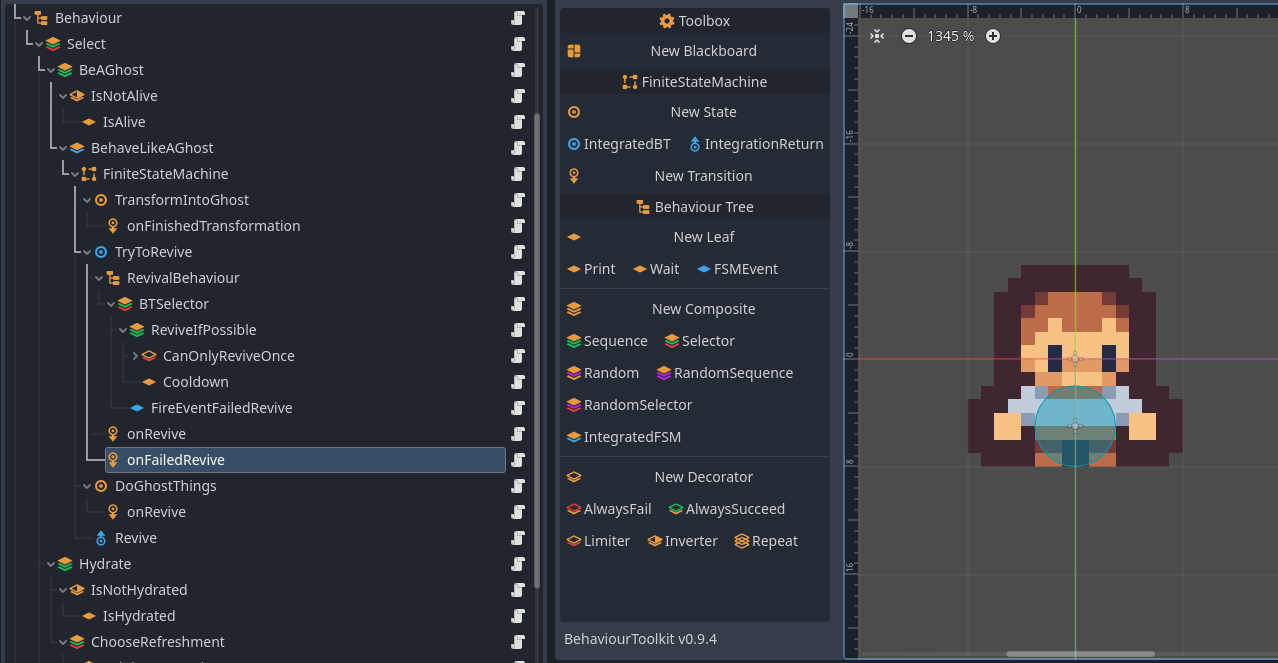 Behaviour
Select
BeAGhost
IsNotAlive
IsAlive
BehaveLikeAGhost
FiniteStateMachine
TransformIntoGhost
onFinishedTransformation
TryToRevive
RevivalBehaviour
BTSelector
ReviveIfPossible
CanOnlyReviveOnce
Cooldown
FireEventFailedRevive
onRevive
onFailedRevive
DoGhostThings
onRevive
Revive
Hydrate
IsNotHydrated
IsHydrated
ChooseRefreshment
Toolbox
New Blackboard
FiniteStateMachine
New State
IntegratedBT IntegrationReturn
New Transition
Behaviour Tree
New Leaf
Print Wait FSMEvent
New Composite
Sequence Selector
Random RandomSequence
RandomSelector
IntegratedFSM
New Decorator
AlwaysFail AlwaysSucceed
Limiter Inverter Repeat
BehaviourToolkit v0.9.4
-16 -8 0 8
1345 %
-24
-16
-8
0
8
16